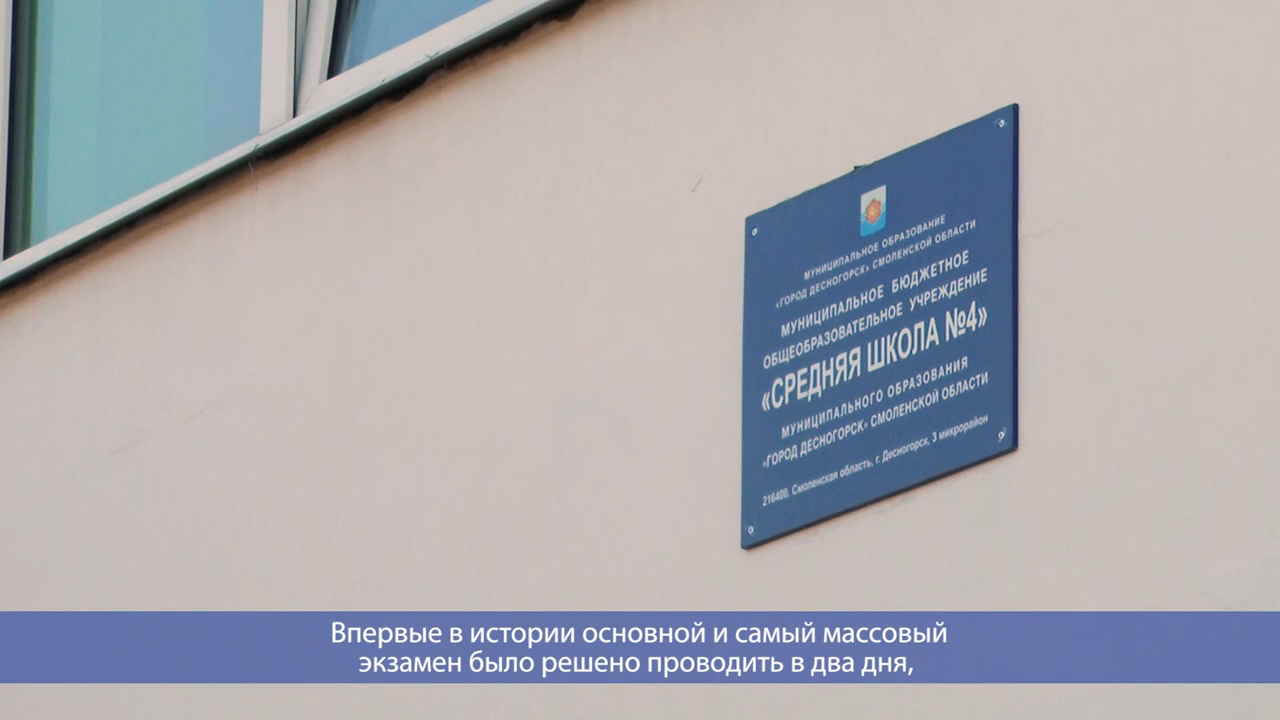 МУНИЦИПАЛЬНОЕ ОБРАЗОВАНИЕ
«ГОРОД ДЕСНОГОРСК» СМОЛЕНСКОЙ ОБЛАСТИ
МУНИЦИПАЛЬНОЕ БЮДЖЕТНОЕ
ОБЩЕОБРАЗОВАТЕЛЬНОЕ УЧРЕЖДЕНИЕ
«СРЕДНЯЯ ШКОЛА №4»
МУНИЦИПАЛЬНОГО ОБРАЗОВАНИЯ
«ГОРОД ДЕСНОГОРСК» СМОЛЕНСКОЙ ОБЛАСТИ
216400, Смоленская область, г. Десногорск, 3 микрорайон
Впервые в истории основной и самый массовый
экзамен было решено проводить в два дня,